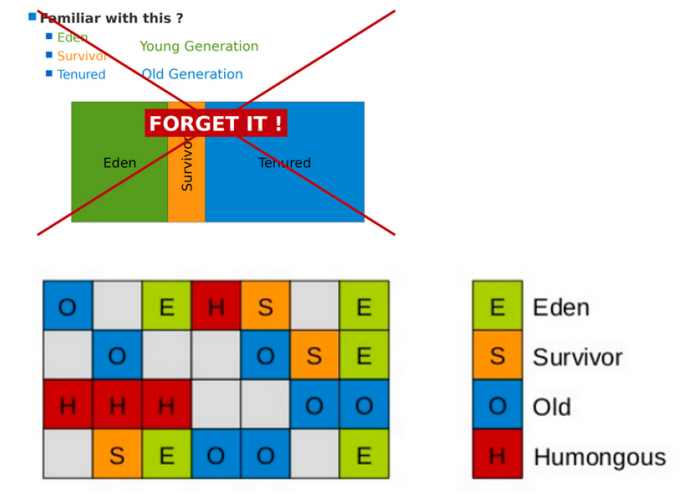 Familiar with this ?
Eden
Young Generation
Survivor
Tenured
Old Generation
FORGET IT !
Eden
Survivor
Tenured
O E H S E
O O S E
H H H O O
S E O O E
E Eden
S Survivor
O Old
H Humongous